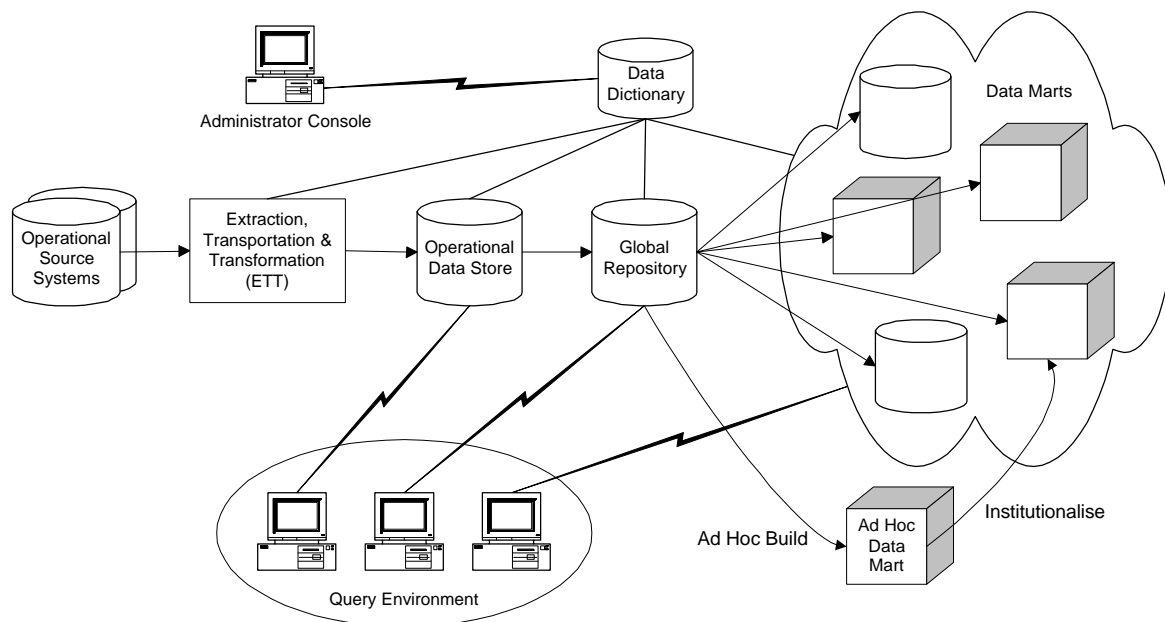 Data
Dictionary
Administrator Console
Data Marts
Operational
Source
Systems
Extraction,
Transportation &
Transformation
(ETT)
Operational
Data Store
Global
Repository
Ad Hoc Build
Ad Hoc
Data
Mart
Institutionalise
Query Environment